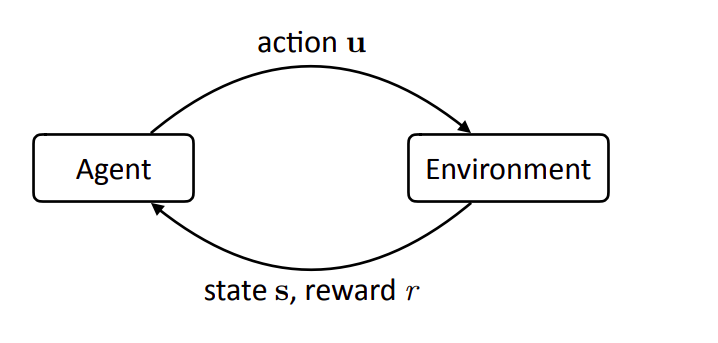 action u
Agent
Environment
state s, reward r